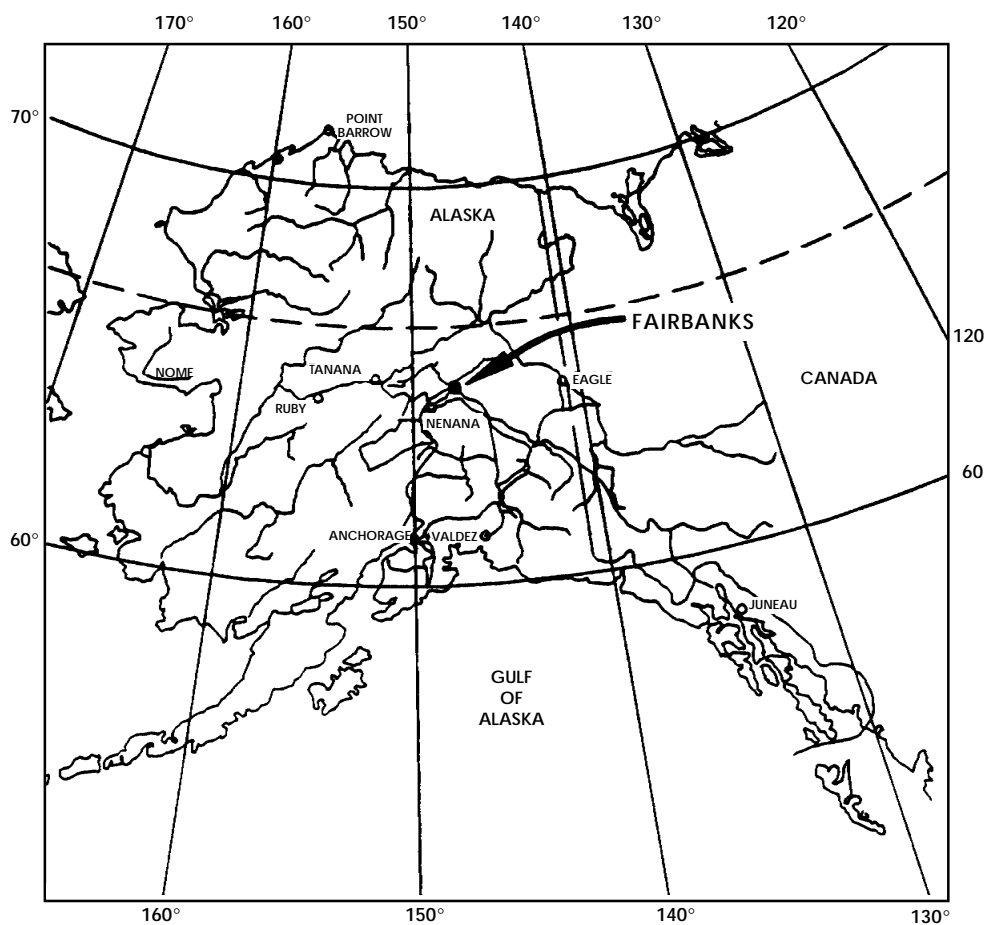 170°
160°
150°
140°
130°
120°
70°
POINT
BARROW
ALASKA
FAIRBANKS
120
NOME
TANANA
EAGLE
CANADA
RUBY
NENANA
60
60°
ANCHORAGE
VALDEZ
JUNEAU
GULF
OF
ALASKA
160°
150°
140°
130°